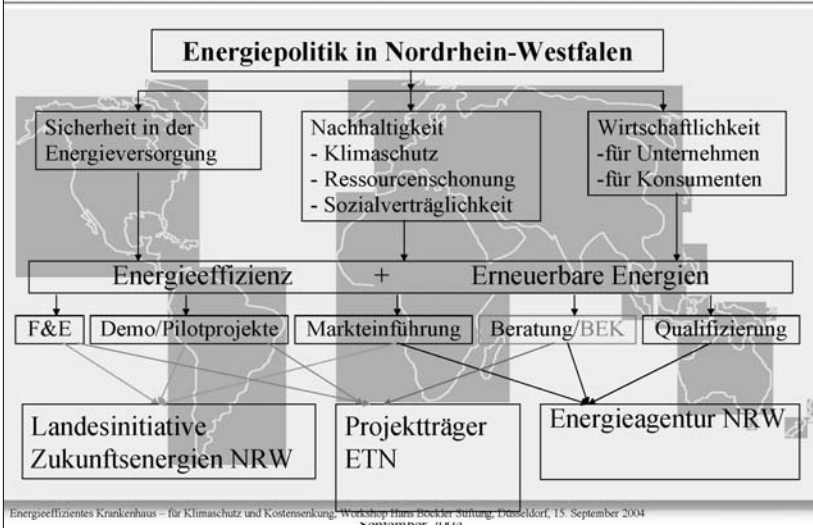 Energiepolitik in Nordrhein-Westfalen
Sicherheit in der
Energieversorgung
Nachhaltigkeit
- Klimaschutz
- Ressourcenschonung
- Sozialverträglichkeit
Wirtschaftlichkeit
-für Unternehmen
-für Konsumenten
Energieeffizienz + Erneuerbare Energien
F&E
Demo/Pilotprojekte
Markteinführung
Beratung/BEK
Qualifizierung
Landesinitiative
Zukunftsenergien NRW
Projektträger
ETN
Energieagentur NRW
Energieeffizientes Krankenhaus – für Klimaschutz und Kostensenkung, Workshop Hans Böckler Stiftung, Düsseldorf, 15. September 2004
September 2004